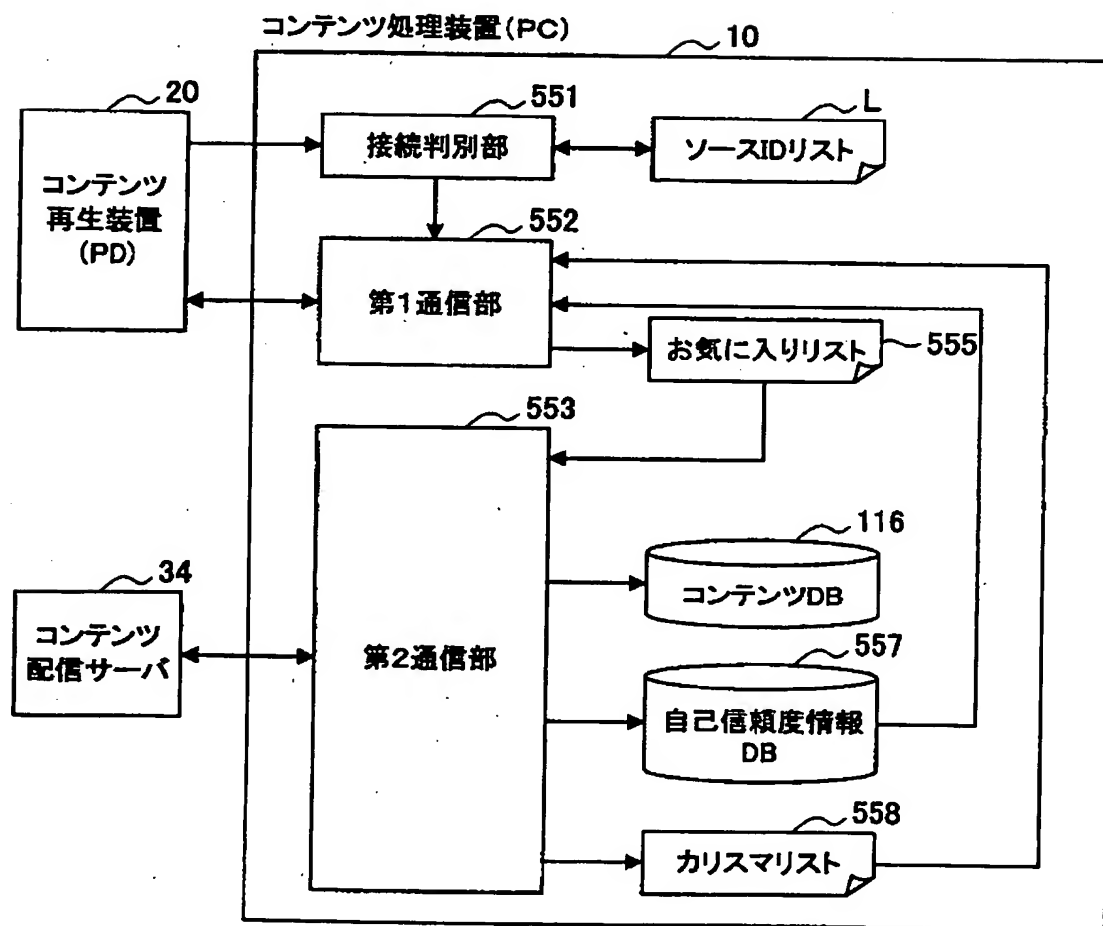 コンテンツ処理装置(PC)
10
20
コンテンツ
再生装置
(PD)
551
接続判別部
L
ソースIDリスト
552
第1通信部
お気に入りリスト
555
553
第2通信部
34
コンテンツ
配信サーバ
116
コンテンツDB
557
自己信頼度情報
DB
558
カリスマリスト